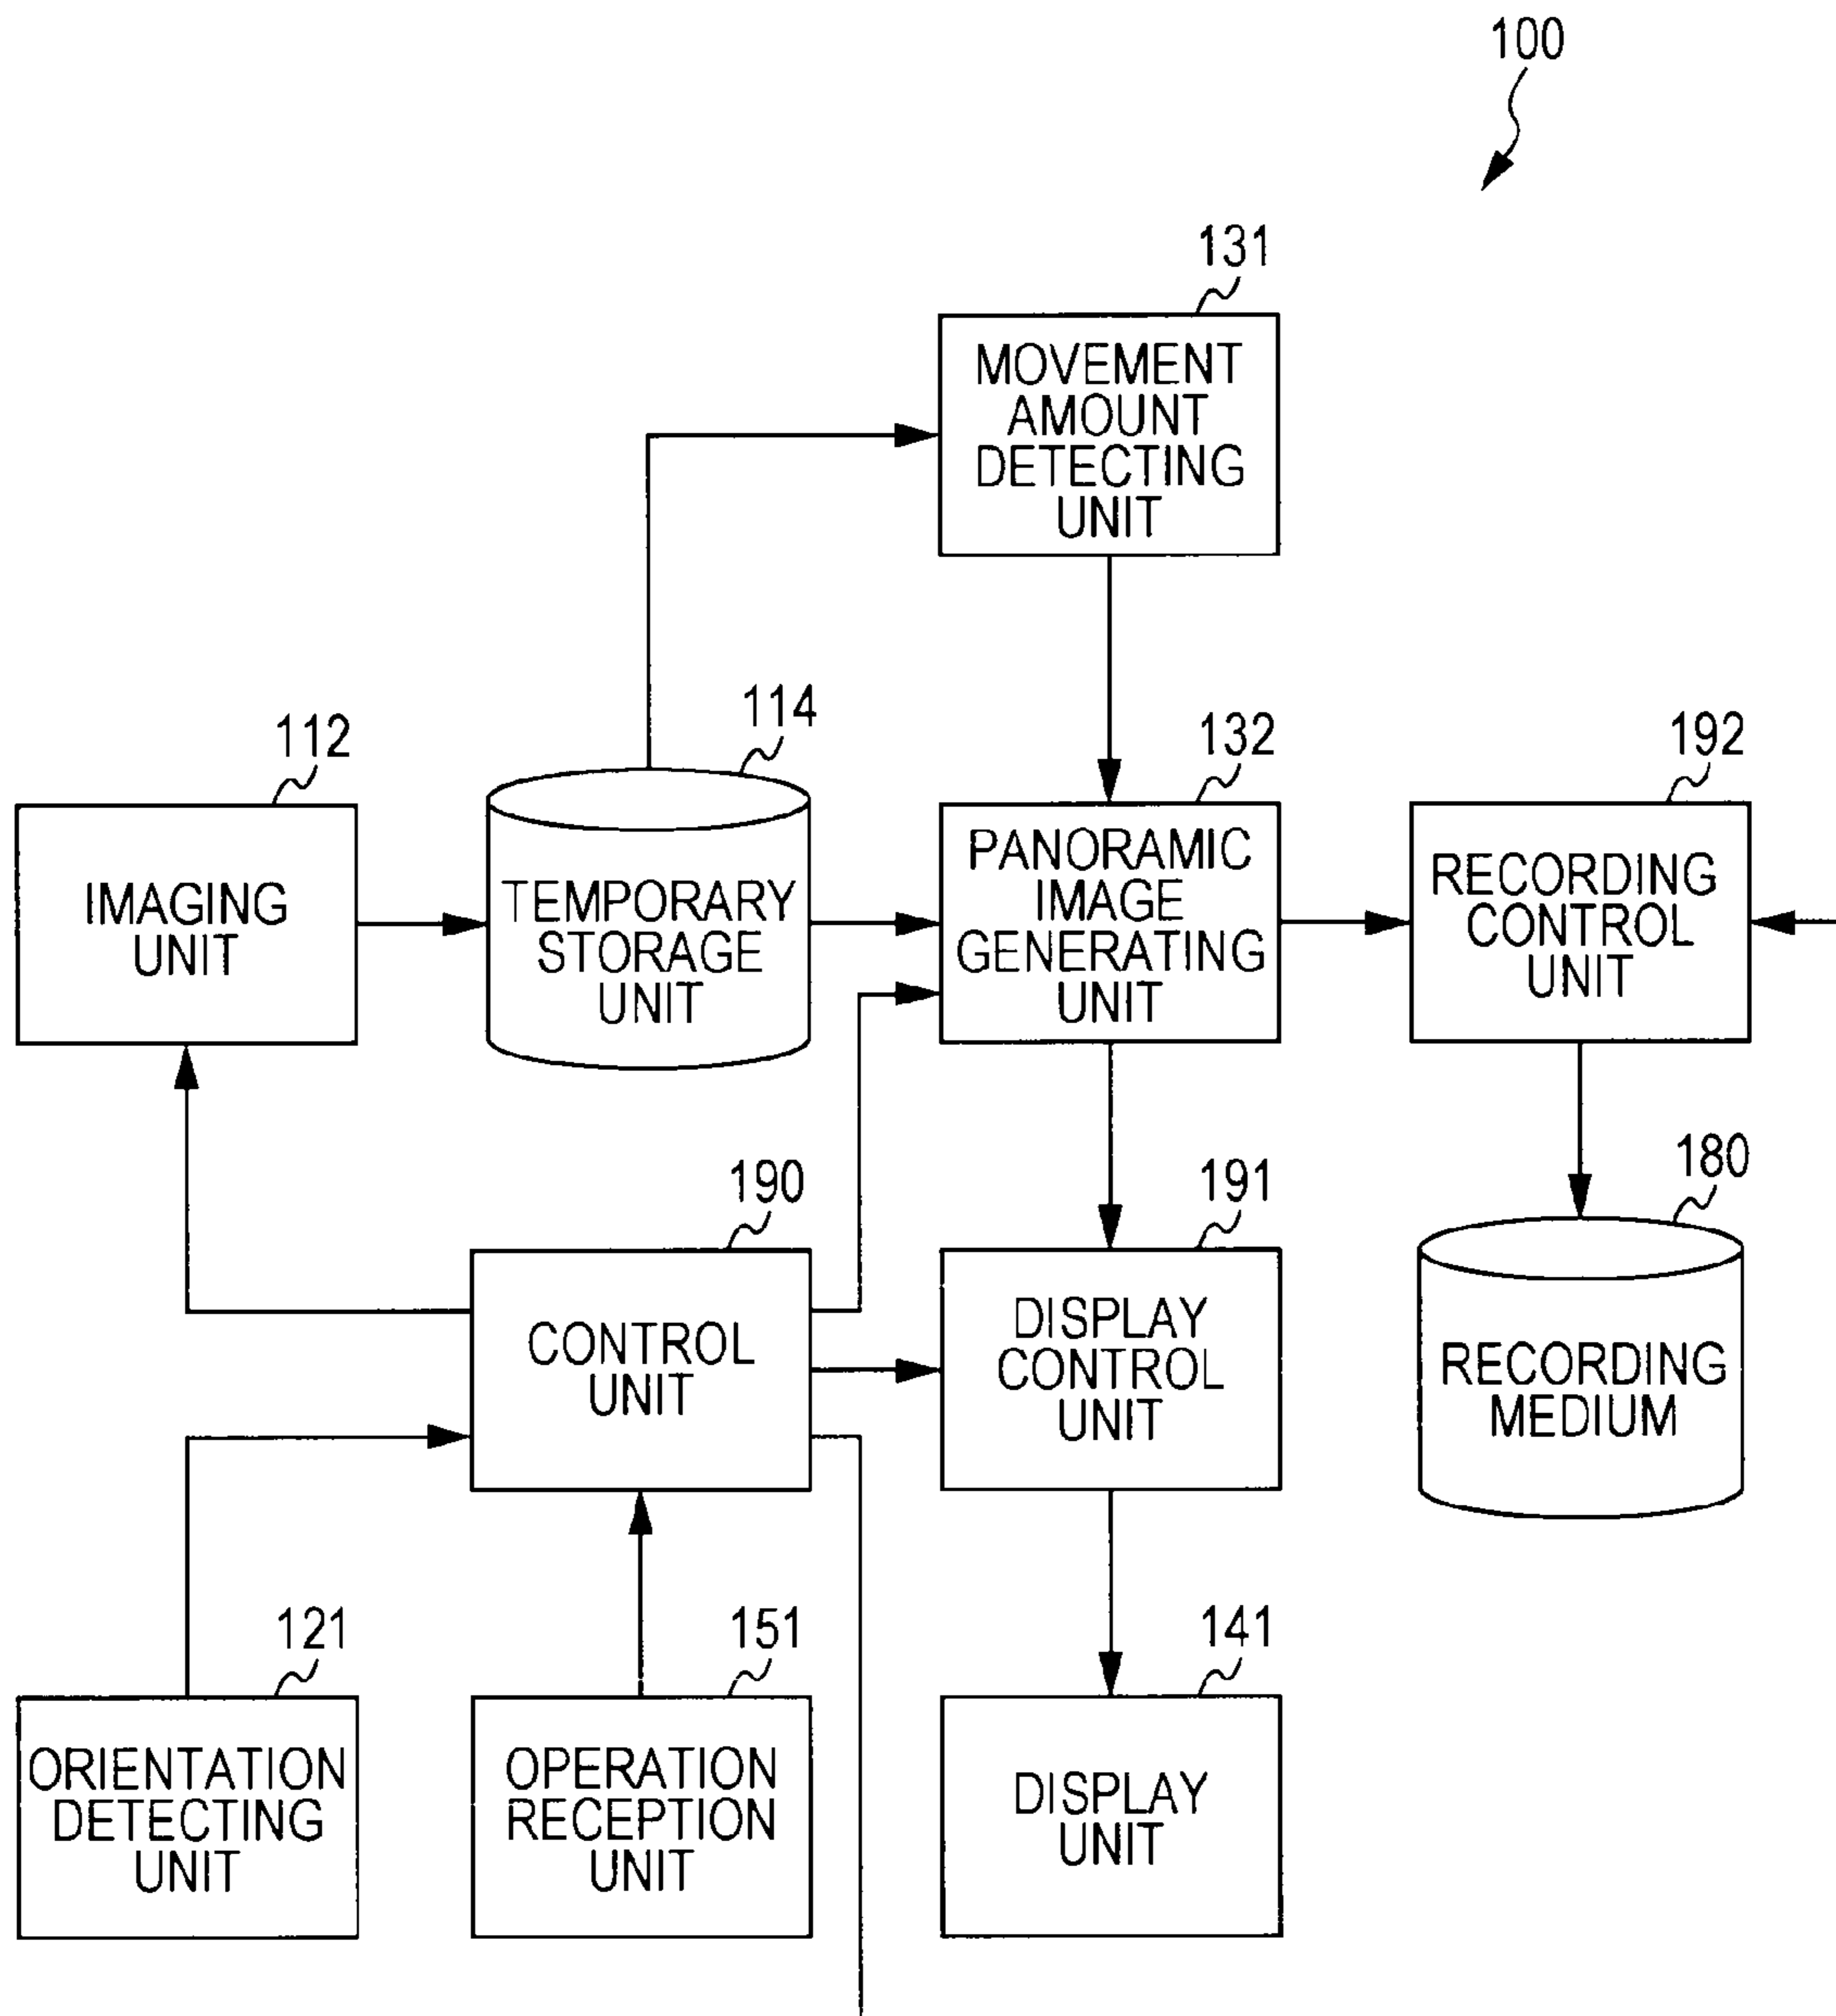 100
131
MOVEMENT
AMOUNT
DETECTING
UNIT
112
IMAGING
UNIT
114
TEMPORARY
STORAGE
UNIT
132
PANORAMIC
IMAGE
GENERATING
UNIT
192
RECORDING
CONTROL
UNIT
190
CONTROL
UNIT
191
DISPLAY
CONTROL
UNIT
180
RECORDING
MEDIUM
121
ORIENTATION
DETECTING
UNIT
151
OPERATION
RECEPTION
UNIT
141
DISPLAY
UNIT